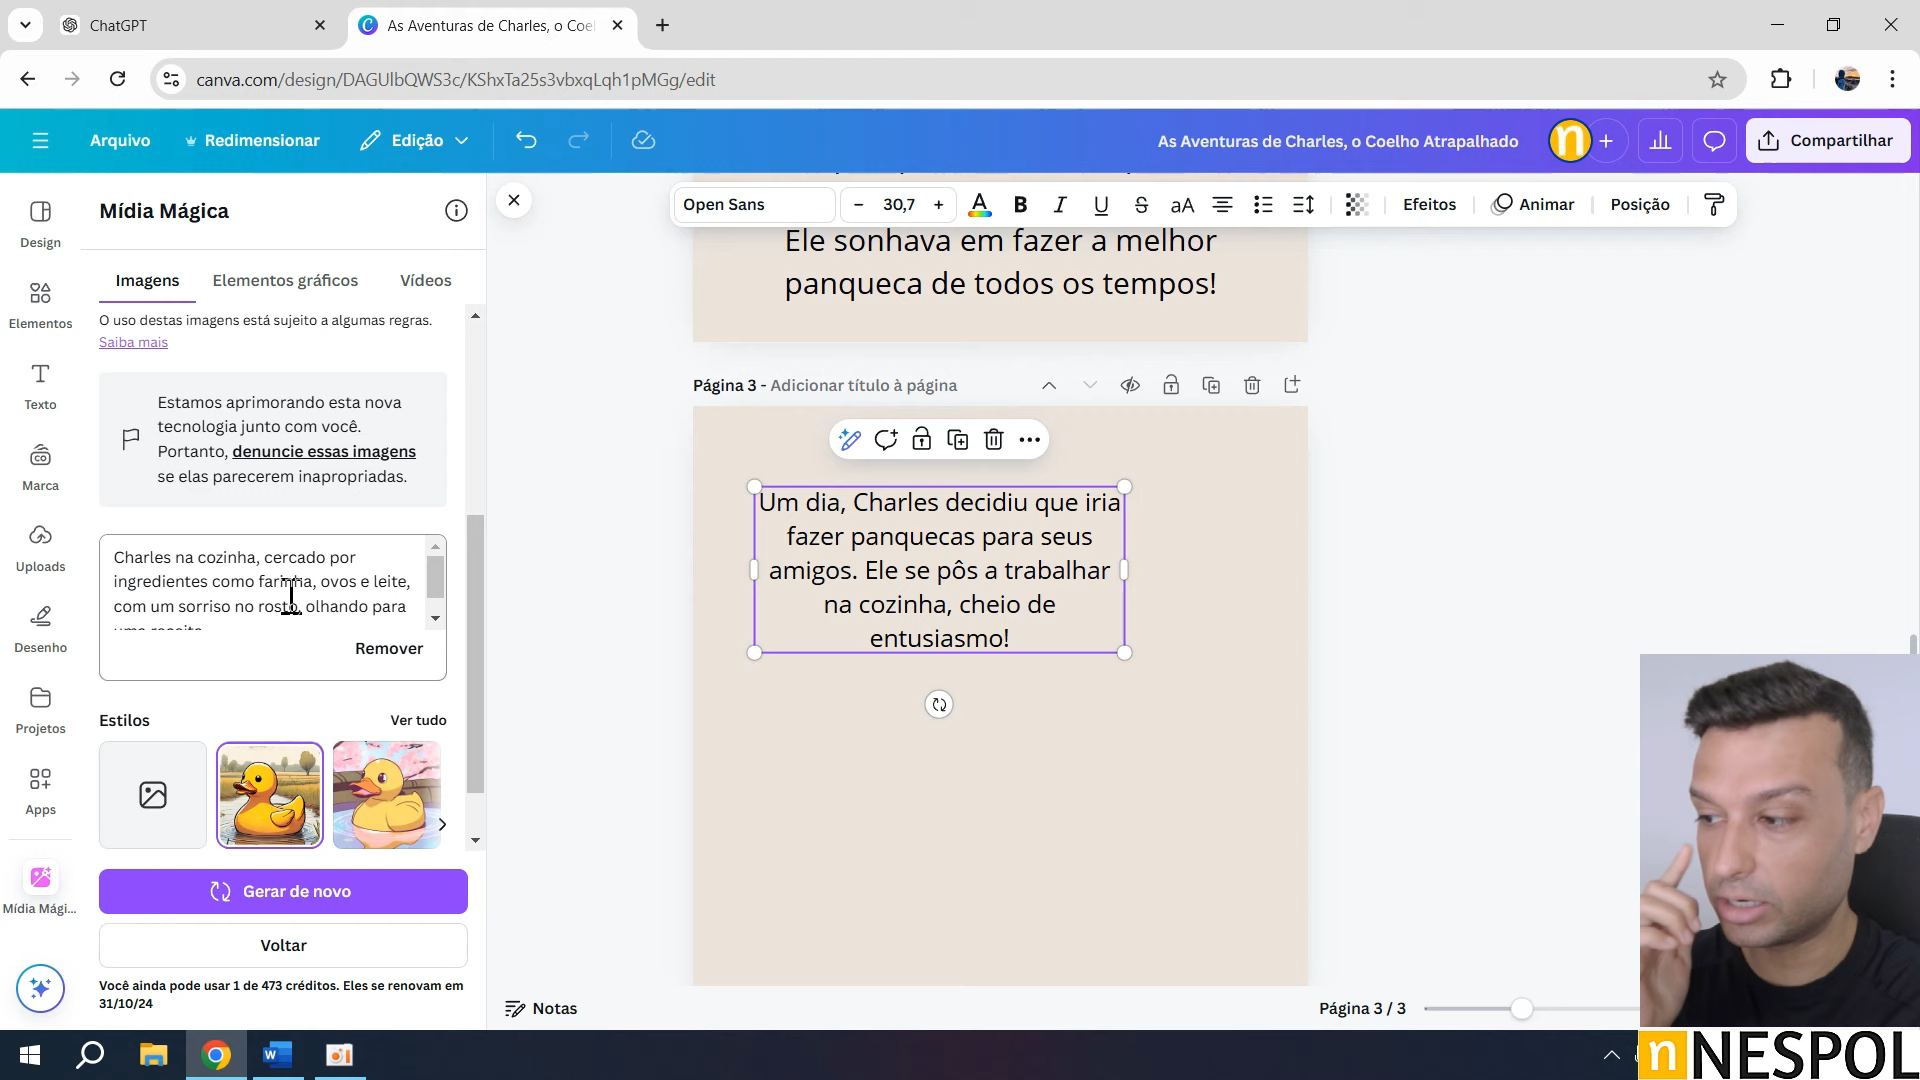 ChatGPT
As Aventuras de Charles, o Coe
canva.com/design/DAGUlbQWS3c/KShxTa25s3vbxqLqh1pMGg/edit
Arquivo
Redimensionar
Edição
As Aventuras de Charles, o Coelho Atrapalhado
Compartilhar
Design
Elementos
Texto
Marca
Uploads
Desenho
Projetos
Apps
Mídia Mági...
Mídia Mágica
Imagens
Elementos gráficos
Vídeos
O uso destas imagens está sujeito a algumas regras.
Saiba mais
Estamos aprimorando esta nova
tecnologia junto com você.
Portanto, denuncie essas imagens
se elas parecerem inapropriadas.
Charles na cozinha, cercado por
ingredientes como farinha, ovos e leite,
com um sorriso no rosto, olhando para
uma receita
Remover
Estilos
Ver tudo
Gerar de novo
Voltar
Você ainda pode usar 1 de 473 créditos. Eles se renovam em
31/10/24
Open Sans
– 30,7 +
B I U S aA
Efeitos
Animar
Posição
Ele sonhava em fazer a melhor
panqueca de todos os tempos!
Página 3 - Adicionar título à página
Um dia, Charles decidiu que iria
fazer panquecas para seus
amigos. Ele se pôs a trabalhar
na cozinha, cheio de
entusiasmo!
Notas
Página 3 / 3
n NESPOL